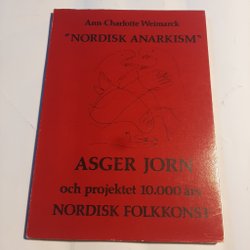 Ann Charlotte Weimarck
"NORDISK ANARKISM"
ASGER JORN
och projektet 10.000 års
NORDISK FOLKKONST